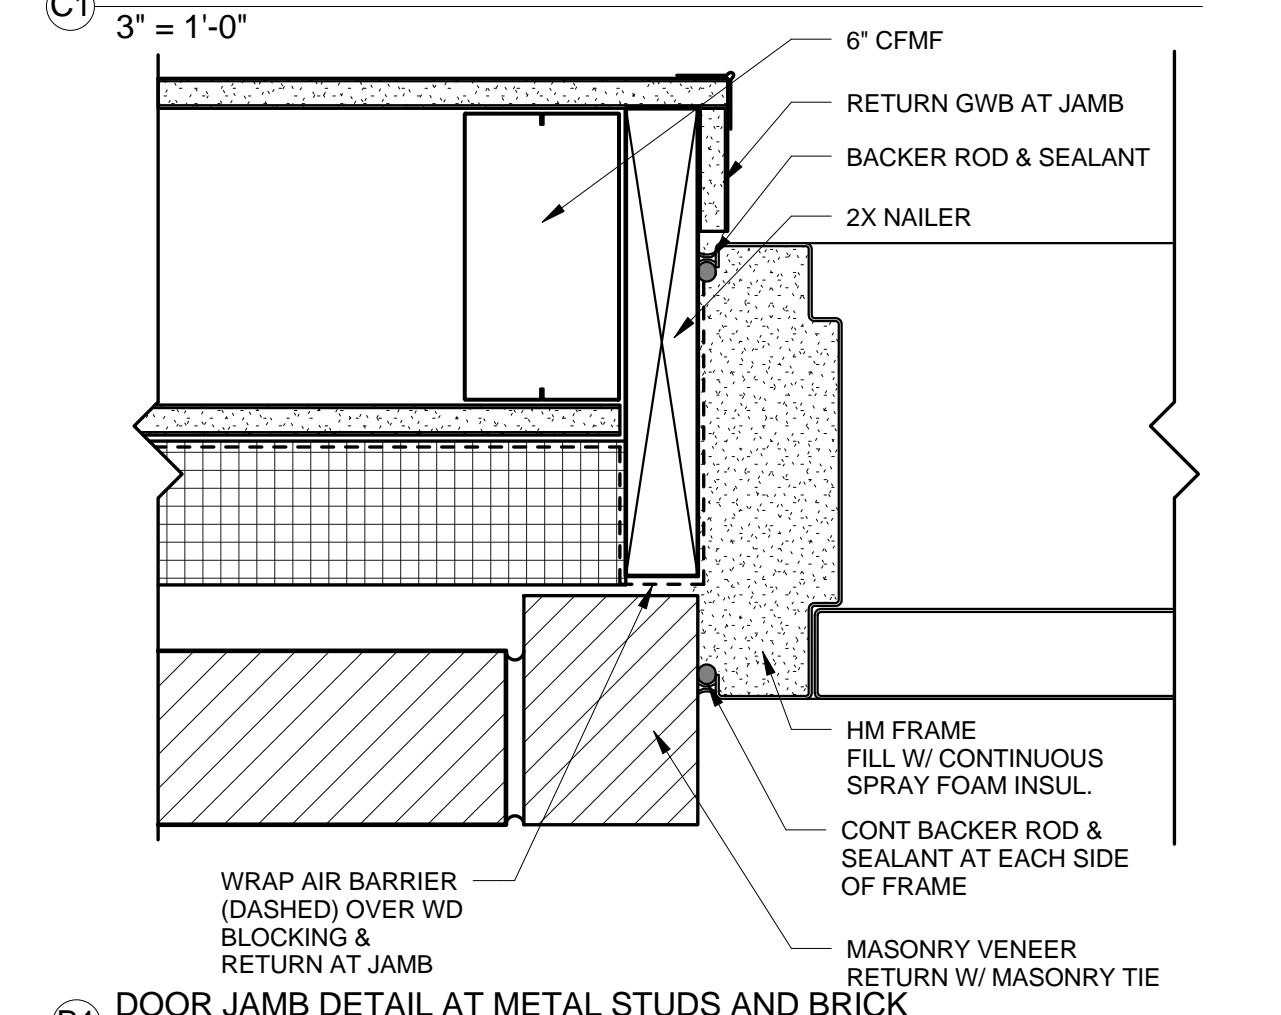 C1
3" = 1'-0"
6" CFMF
RETURN GWB AT JAMB
BACKER ROD & SEALANT
2X NAILER
HM FRAME
FILL W/ CONTINUOUS
SPRAY FOAM INSUL.
CONT BACKER ROD &
SEALANT AT EACH SIDE
OF FRAME
WRAP AIR BARRIER
(DASHED) OVER WD
BLOCKING &
RETURN AT JAMB
MASONRY VENEER
RETURN W/ MASONRY TIE
DOOR JAMB DETAIL AT METAL STUDS AND BRICK